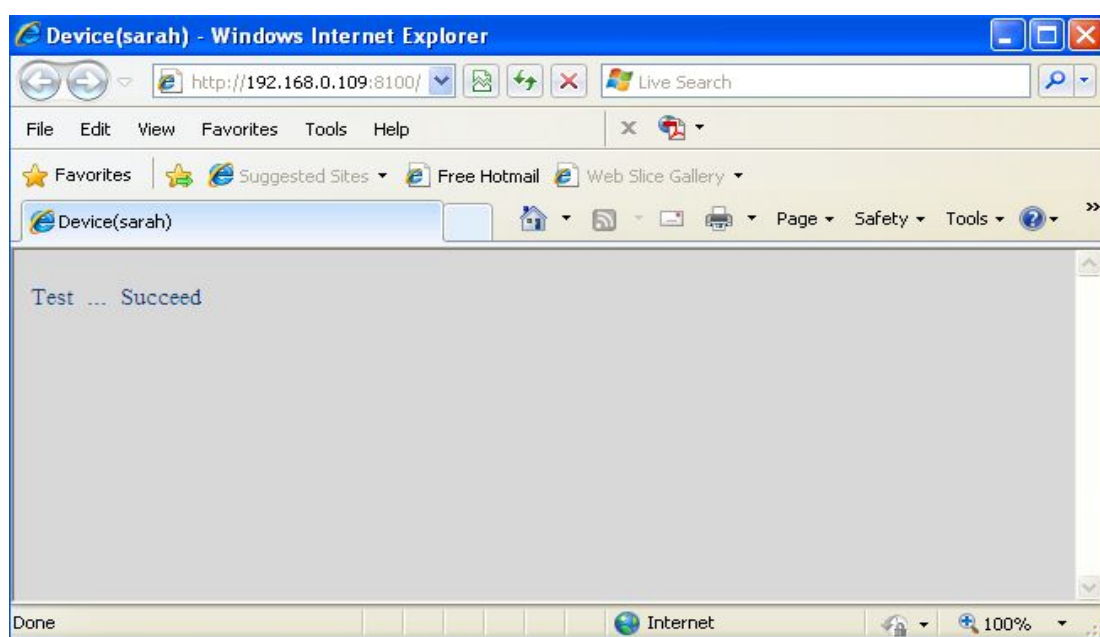 Device(sarah) - Windows Internet Explorer
http://192.168.0.109:8100/ Live Search
File Edit View Favorites Tools Help
Favorites Suggested Sites Free Hotmail Web Slice Gallery
Device(sarah) Page Safety Tools
Test ... Succeed
Done Internet 100%